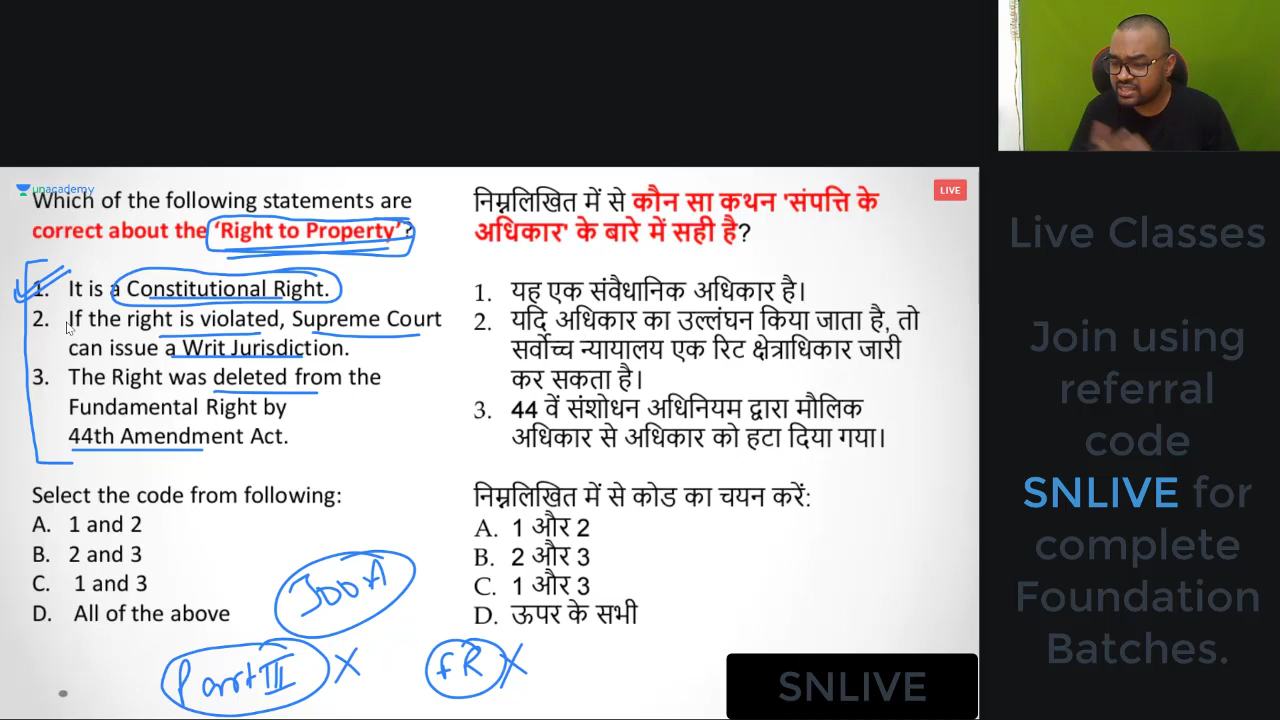 unacademy
Which of the following statements are
correct about the 'Right to Property'?
1. It is a Constitutional Right.
2. If the right is violated, Supreme Court
can issue a Writ Jurisdiction.
3. The Right was deleted from the
Fundamental Right by
44th Amendment Act.
Select the code from following:
A. 1 and 2
B. 2 and 3
C. 1 and 3
D. All of the above
300A
Part III X
FR X
LIVE
निम्नलिखित में से कौन सा कथन 'संपत्ति के
अधिकार' के बारे में सही है?
1. यह एक संवैधानिक अधिकार है।
2. यदि अधिकार का उल्लंघन किया जाता है, तो
सर्वोच्च न्यायालय एक रिट क्षेत्राधिकार जारी
कर सकता है।
3. 44 वें संशोधन अधिनियम द्वारा मौलिक
अधिकार से अधिकार को हटा दिया गया।
निम्नलिखित में से कोड का चयन करें:
A. 1 और 2
B. 2 और 3
C. 1 और 3
D. ऊपर के सभी
SNLIVE
Live Classes
Join using
referral
code
SNLIVE for
complete
Foundation
Batches.